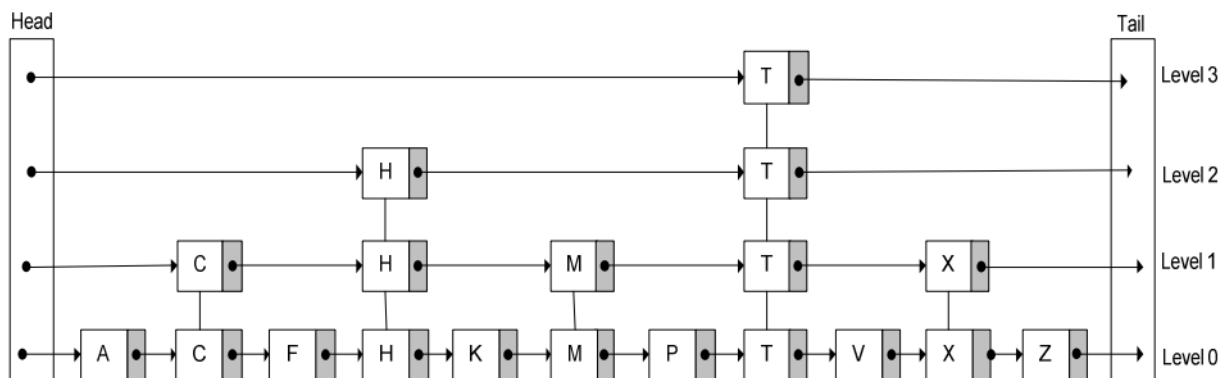 Head Tail
T Level 3
H T Level 2
C H M T X Level 1
A C F H K M P T V X Z Level 0